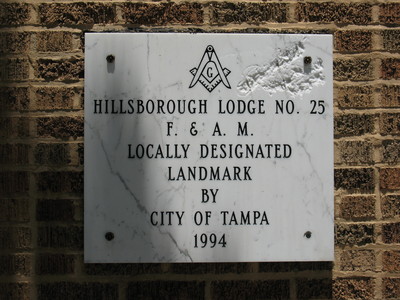 G
HILLSBOROUGH LODGE NO. 25
F. & A. M.
LOCALLY DESIGNATED
LANDMARK
BY
CITY OF TAMPA
1994